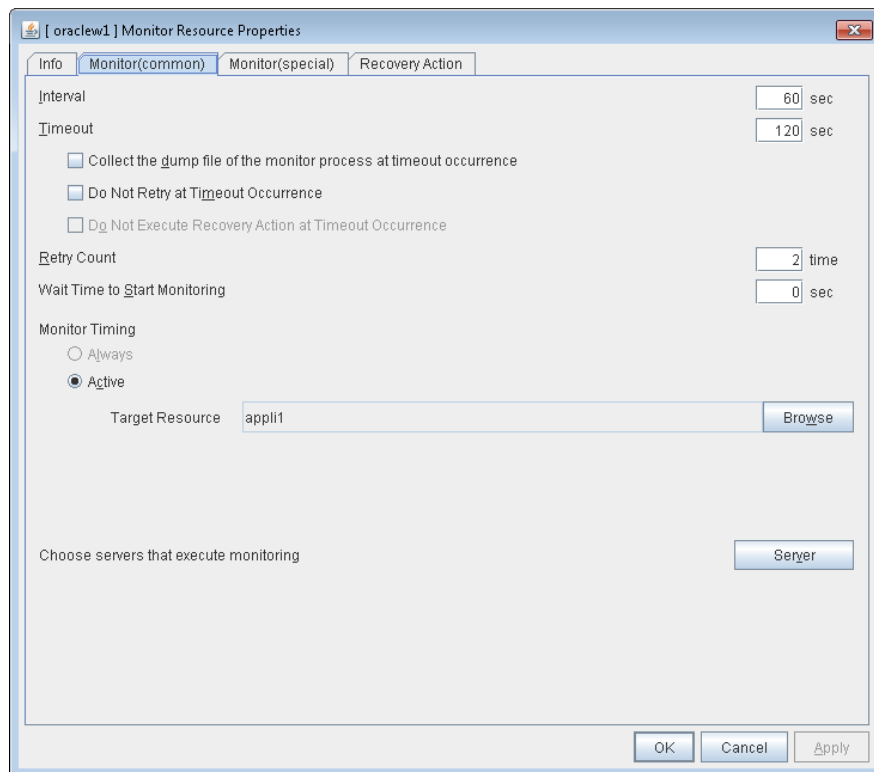 [ oraclew1 ] Monitor Resource Properties
Info Monitor(common) Monitor(special) Recovery Action
Interval 60 sec
Timeout 120 sec
Collect the dump file of the monitor process at timeout occurrence
Do Not Retry at Timeout Occurrence
Do Not Execute Recovery Action at Timeout Occurrence
Retry Count 2 time
Wait Time to Start Monitoring 0 sec
Monitor Timing
Always
Active
Target Resource appli1 Browse
Choose servers that execute monitoring Server
OK Cancel Apply